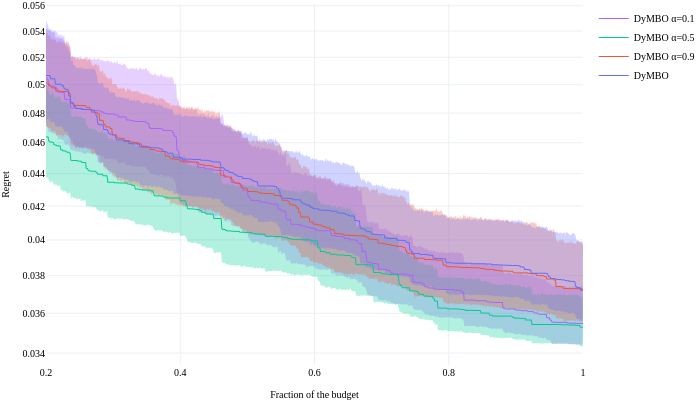 0.056
0.054
0.052
0.05
0.048
0.046
0.044
0.042
0.04
0.038
0.036
0.034
Regret
0.2
0.4
0.6
0.8
1
Fraction of the budget
DyMBO α=0.1
DyMBO α=0.5
DyMBO α=0.9
DyMBO